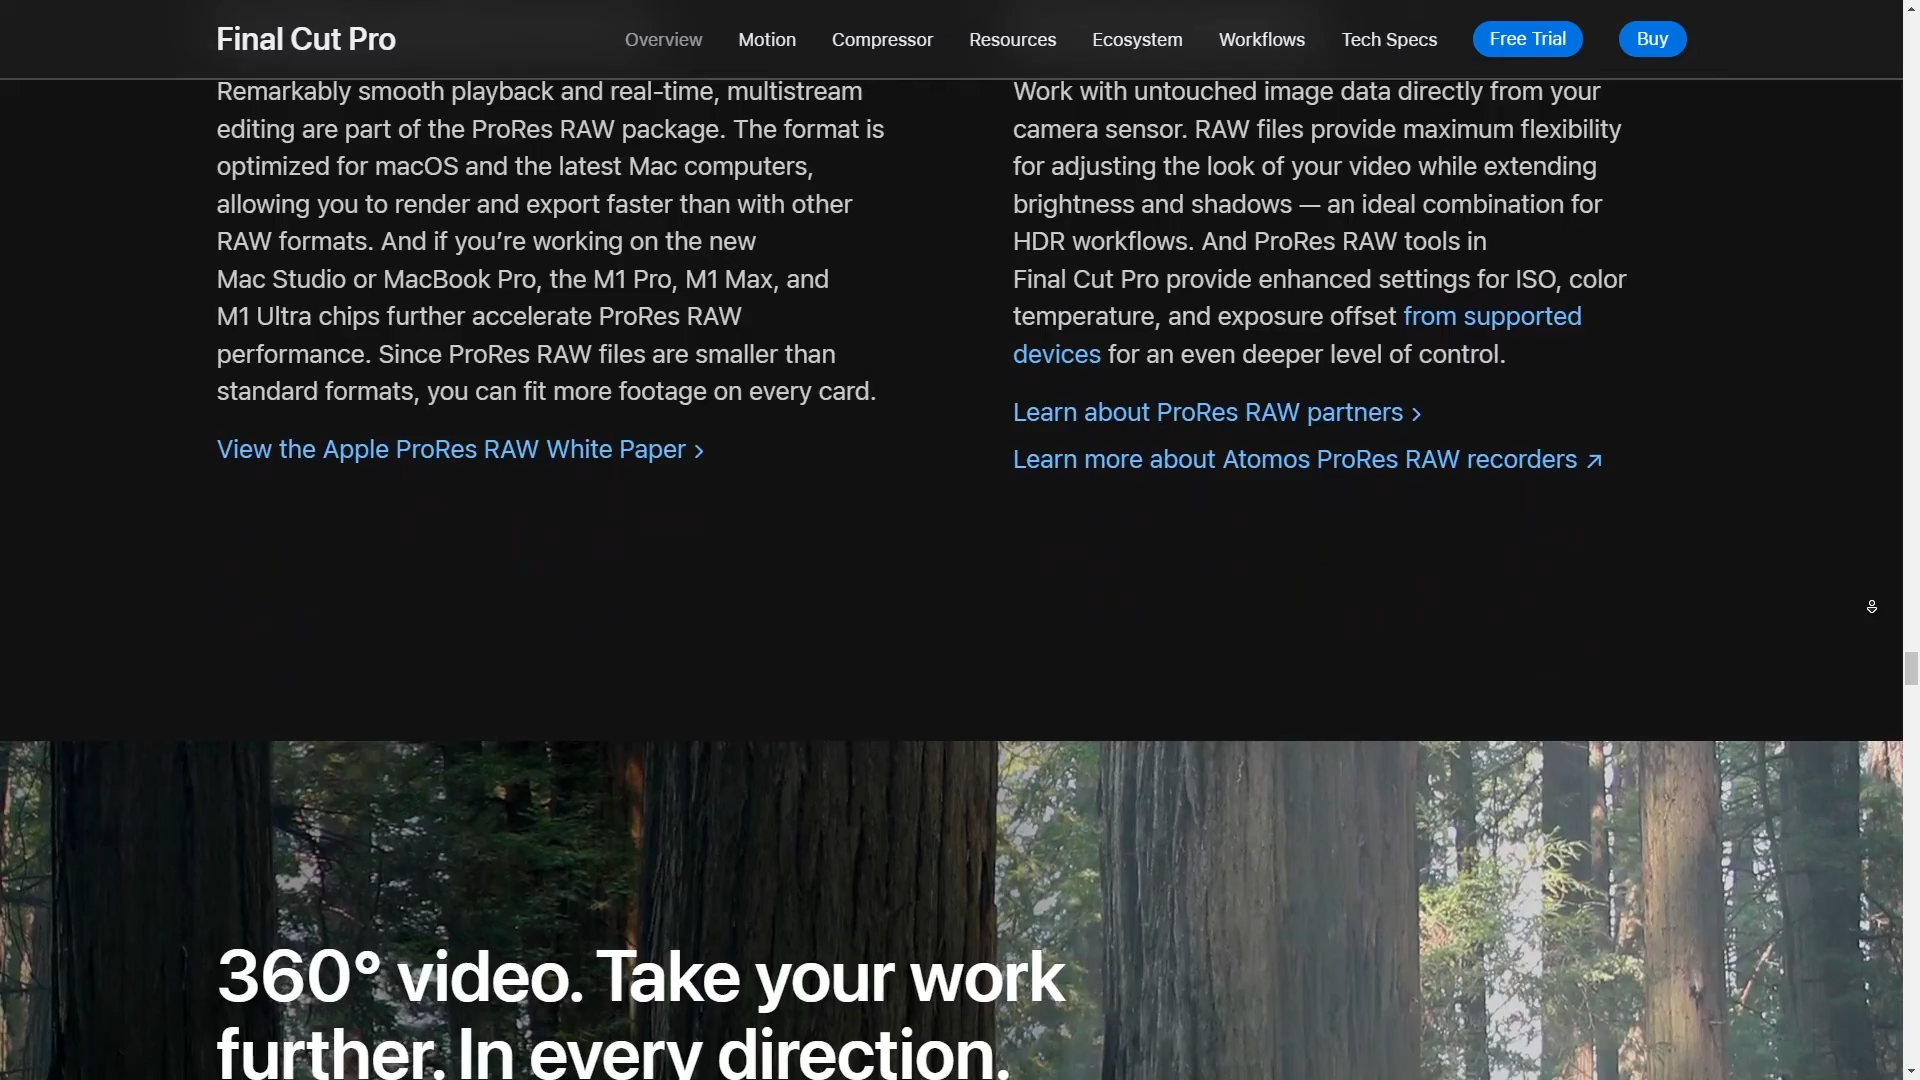 Final Cut Pro
Overview
Motion
Compressor
Resources
Ecosystem
Workflows
Tech Specs
Free Trial
Buy
Remarkably smooth playback and real-time, multistream
editing are part of the ProRes RAW package. The format is
optimized for macOS and the latest Mac computers,
allowing you to render and export faster than with other
RAW formats. And if you’re working on the new
Mac Studio or MacBook Pro, the M1 Pro, M1 Max, and
M1 Ultra chips further accelerate ProRes RAW
performance. Since ProRes RAW files are smaller than
standard formats, you can fit more footage on every card.
View the Apple ProRes RAW White Paper >
Work with untouched image data directly from your
camera sensor. RAW files provide maximum flexibility
for adjusting the look of your video while extending
brightness and shadows — an ideal combination for
HDR workflows. And ProRes RAW tools in
Final Cut Pro provide enhanced settings for ISO, color
temperature, and exposure offset from supported
devices for an even deeper level of control.
Learn about ProRes RAW partners >
Learn more about Atomos ProRes RAW recorders ↗
360° video. Take your work
further. In every direction.